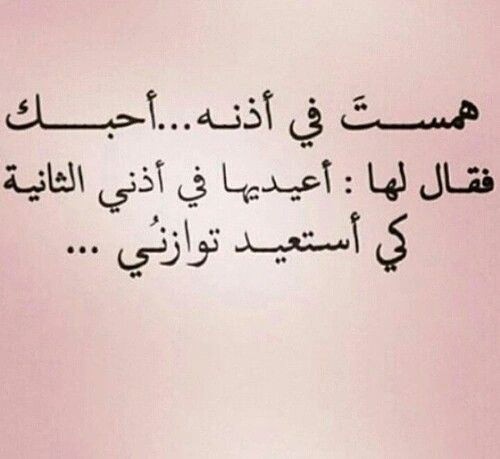 همستَ في أذنه...أحبك
فقال لها : أعيديها في أذني الثانية
كي أستعيد توازنُي ...